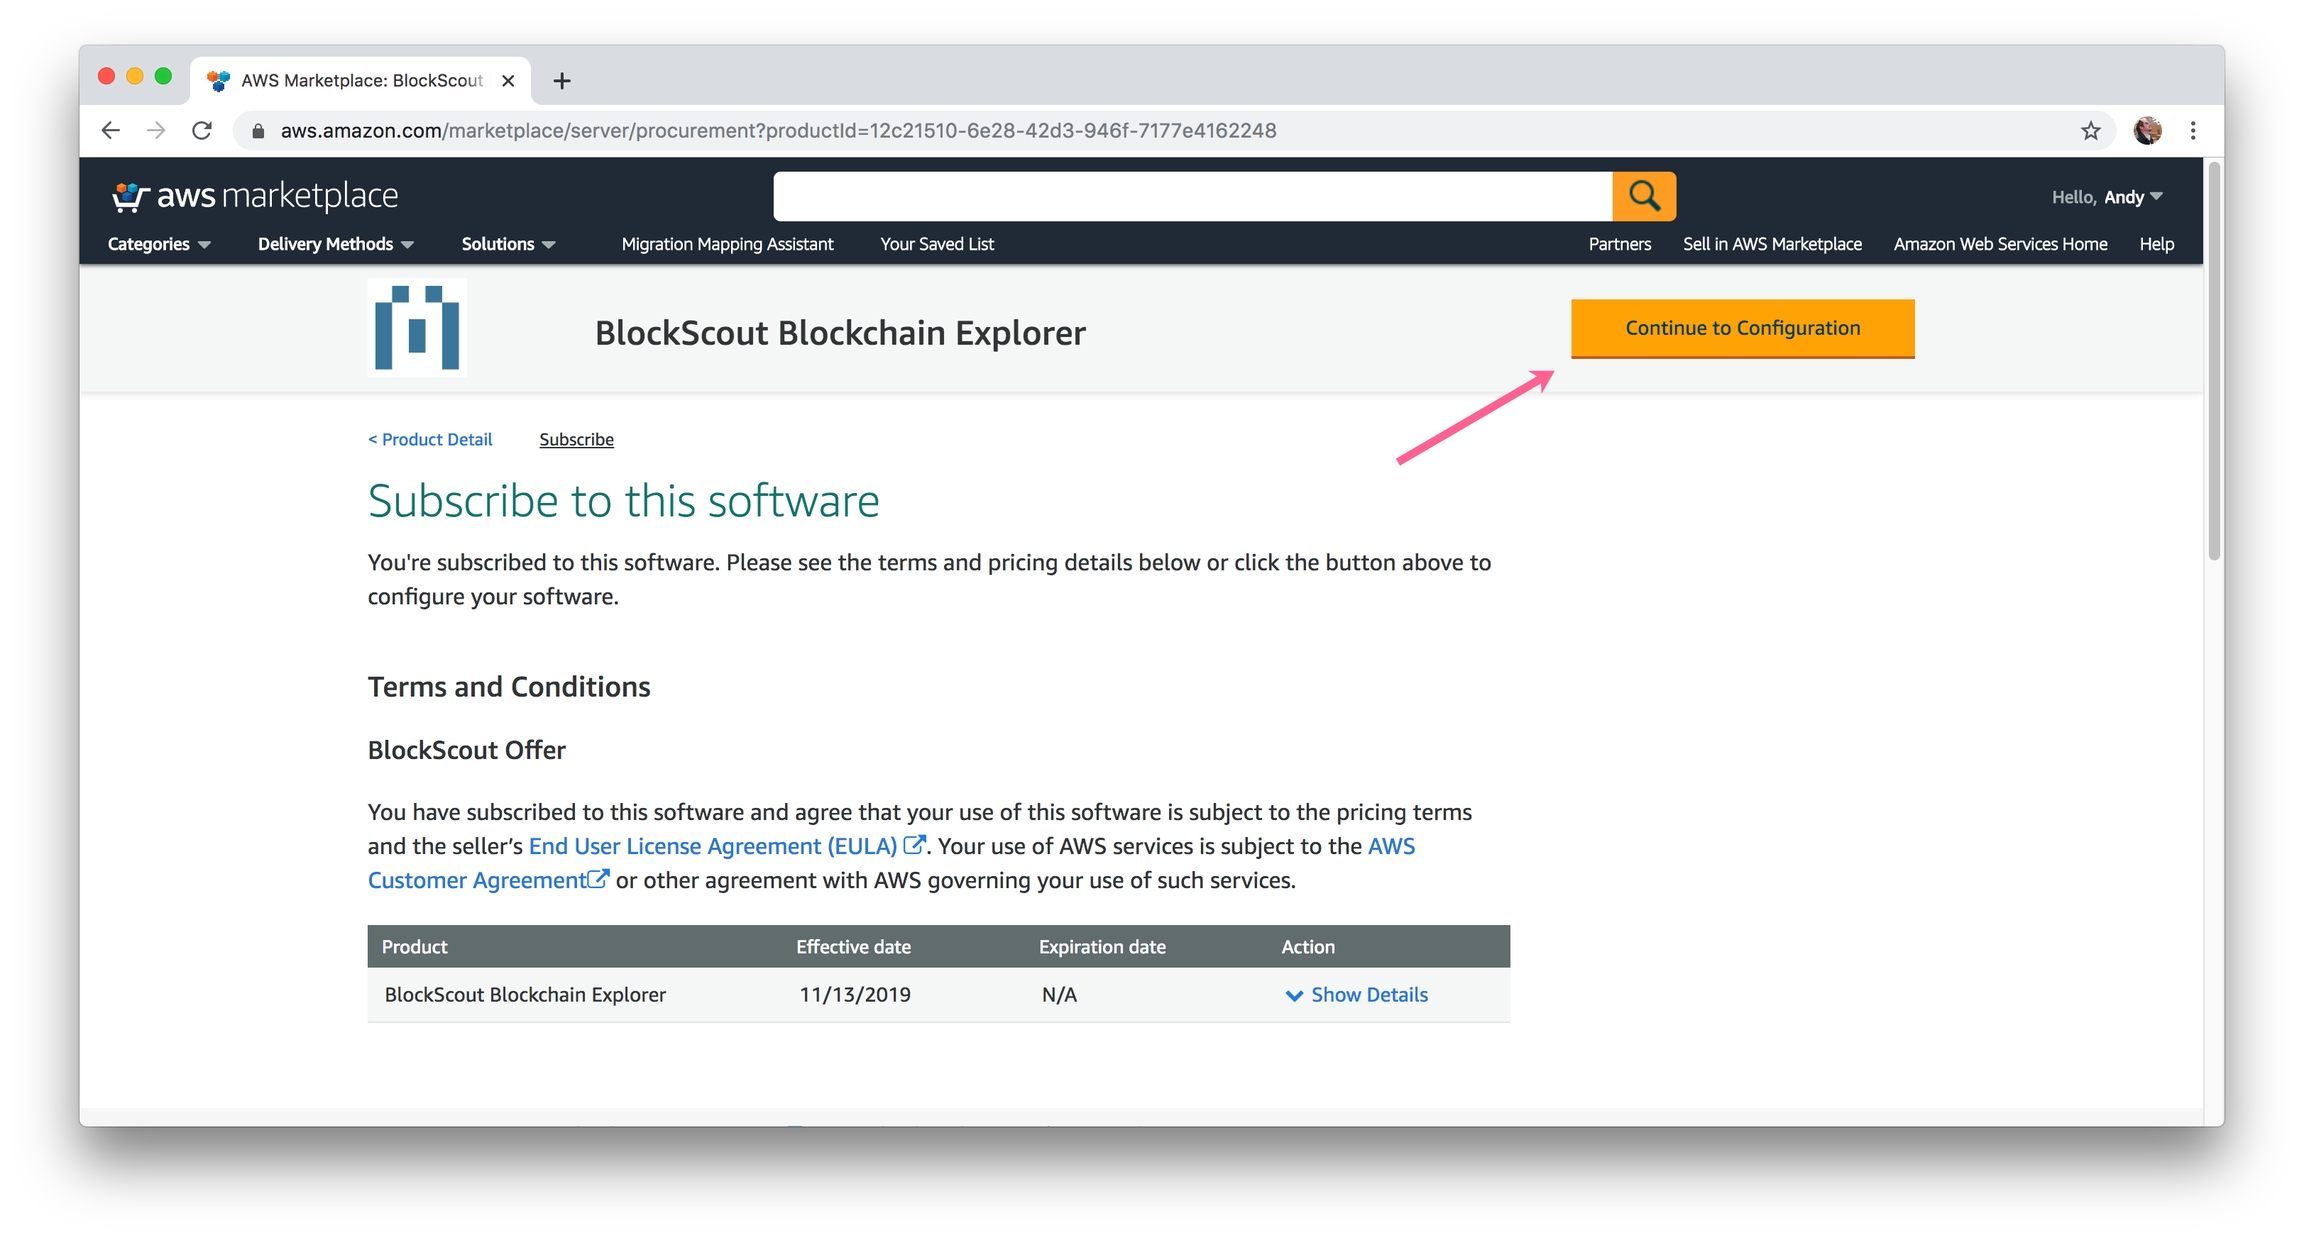 AWS Marketplace: BlockScout
aws.amazon.com/marketplace/server/procurement?productId=12c21510-6e28-42d3-946f-7177e4162248
aws marketplace
Hello, Andy
Categories Delivery Methods Solutions Migration Mapping Assistant Your Saved List Partners Sell in AWS Marketplace Amazon Web Services Home Help
BlockScout Blockchain Explorer
Continue to Configuration
< Product Detail Subscribe
Subscribe to this software
You're subscribed to this software. Please see the terms and pricing details below or click the button above to
configure your software.
Terms and Conditions
BlockScout Offer
You have subscribed to this software and agree that your use of this software is subject to the pricing terms
and the seller’s End User License Agreement (EULA). Your use of AWS services is subject to the AWS
Customer Agreement or other agreement with AWS governing your use of such services.
Product Effective date Expiration date Action
BlockScout Blockchain Explorer 11/13/2019 N/A Show Details